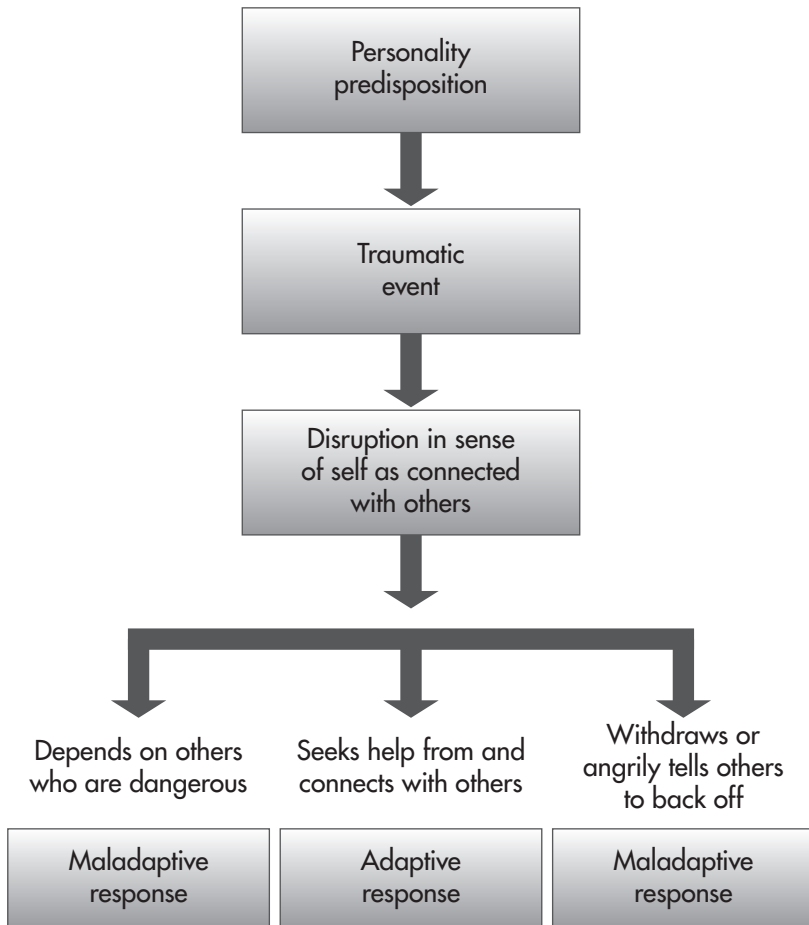 Personality
predisposition
Traumatic
event
Disruption in sense
of self as connected
with others
Depends on others
who are dangerous
Seeks help from and
connects with others
Withdraws or
angrily tells others
to back off
Maladaptive
response
Adaptive
response
Maladaptive
response